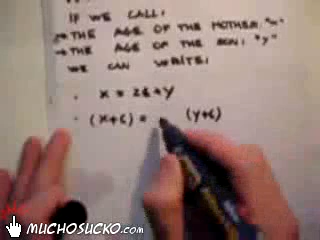 IF WE CALL:
→ THE AGE OF THE MOTHER: "x"
→ THE AGE OF THE SON: "y"
WE CAN WRITE:
. x = 26+y
. (x+6) = (y+6)
MUCHOSUCKO.COM